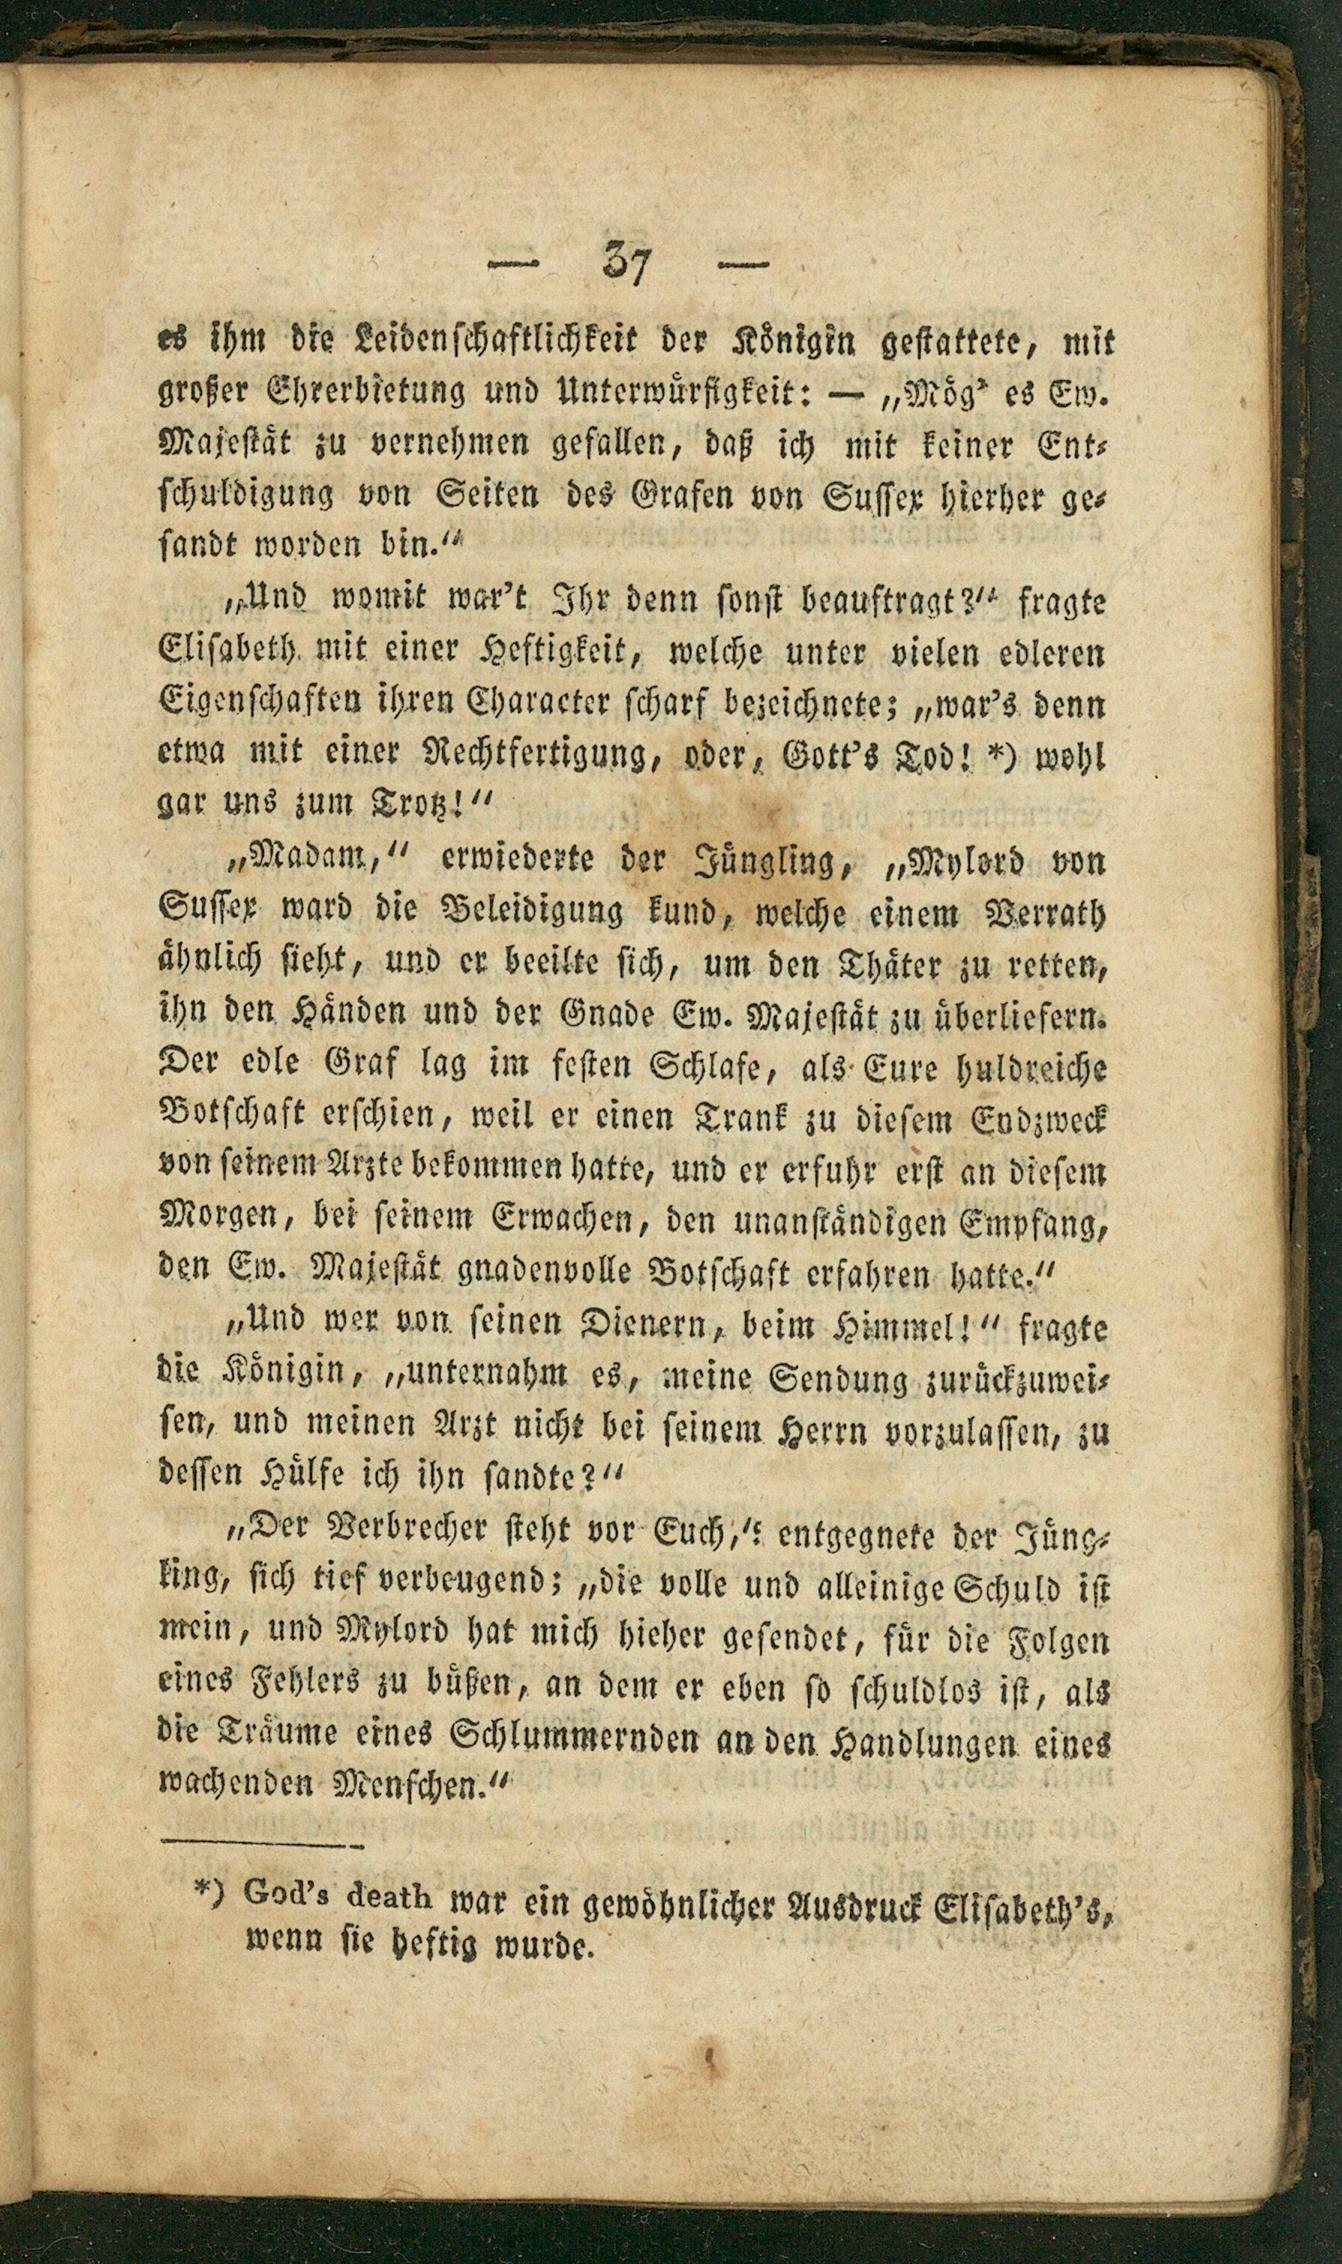 — 37 —
es ihm die Leidenschaftlichkeit der Königin gestattete, mit
großer Ehrerbietung und Unterwürfigkeit: — „Mög' es Ew.
Majestät zu vernehmen gefallen, daß ich mit keiner Ent-
schuldigung von Seiten des Grafen von Sussex hierher ge-
sandt worden bin.“
„Und womit war't Ihr denn sonst beauftragt?“ fragte
Elisabeth mit einer Heftigkeit, welche unter vielen edleren
Eigenschaften ihren Character scharf bezeichnete; „war's denn
etwa mit einer Rechtfertigung, oder, Gott's Tod! *) wohl
gar uns zum Trotz!“
„Madam,“ erwiederte der Jüngling, „Mylord von
Sussex ward die Beleidigung kund, welche einem Verrath
ähnlich sieht, und er beeilte sich, um den Thäter zu retten,
ihn den Händen und der Gnade Ew. Majestät zu überliefern.
Der edle Graf lag im festen Schlafe, als Eure huldreiche
Botschaft erschien, weil er einen Trank zu diesem Endzweck
von seinem Arzte bekommen hatte, und er erfuhr erst an diesem
Morgen, bei seinem Erwachen, den unanständigen Empfang,
den Ew. Majestät gnadenvolle Botschaft erfahren hatte.“
„Und wer von seinen Dienern, beim Himmel!“ fragte
die Königin, „unternahm es, meine Sendung zurückzuwei-
sen, und meinen Arzt nicht bei seinem Herrn vorzulassen, zu
dessen Hülfe ich ihn sandte?“
„Der Verbrecher steht vor Euch,“ entgegnete der Jüng-
king, sich tief verbeugend; „die volle und alleinige Schuld ist
mein, und Mylord hat mich hieher gesendet, für die Folgen
eines Fehlers zu büßen, an dem er eben so schuldlos ist, als
die Träume eines Schlummernden an den Handlungen eines
wachenden Menschen.“
*) God's death war ein gewöhnlicher Ausdruck Elisabeth's,
wenn sie heftig wurde.